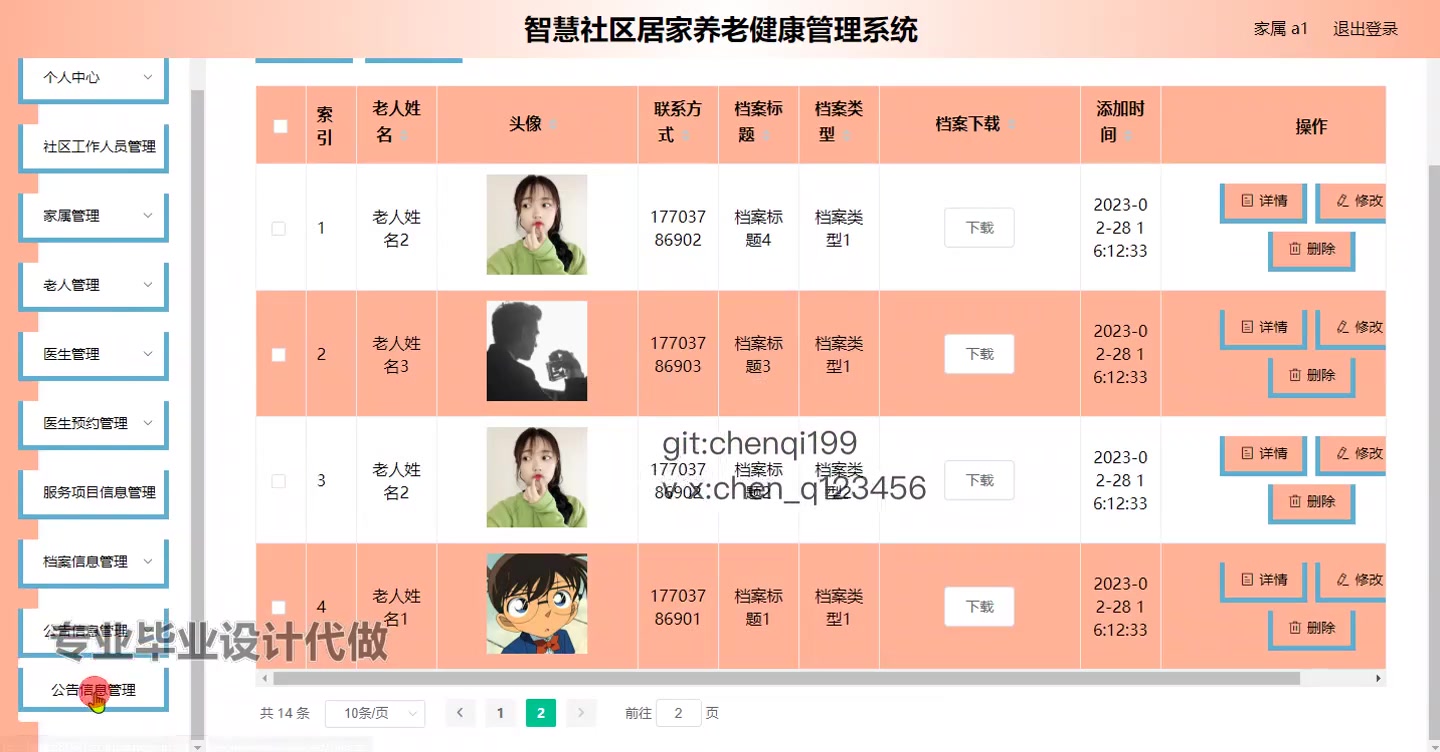 智慧社区居家养老健康管理系统
家属 a1 退出登录
个人中心
社区工作人员管理
家属管理
老人管理
医生管理
医生预约管理
服务项目信息管理
档案信息管理
公告信息管理
公告信息管理
索引 老人姓名 头像 联系方式 档案标题 档案类型 档案下载 添加时间 操作
1 老人姓名2 17703786902 档案标题4 档案类型1 下载 2023-02-28 16:12:33 详情 修改 删除
2 老人姓名3 17703786903 档案标题3 档案类型1 下载 2023-02-28 16:12:33 详情 修改 删除
3 老人姓名2 17703786902 档案标题2 档案类型2 下载 2023-02-28 16:12:33 详情 修改 删除
4 老人姓名1 17703786901 档案标题1 档案类型1 下载 2023-02-28 16:12:33 详情 修改 删除
git:chenqi199
v x:chen_q123456
专业毕业设计代做
共 14 条 10条/页 1 2 前往 2 页